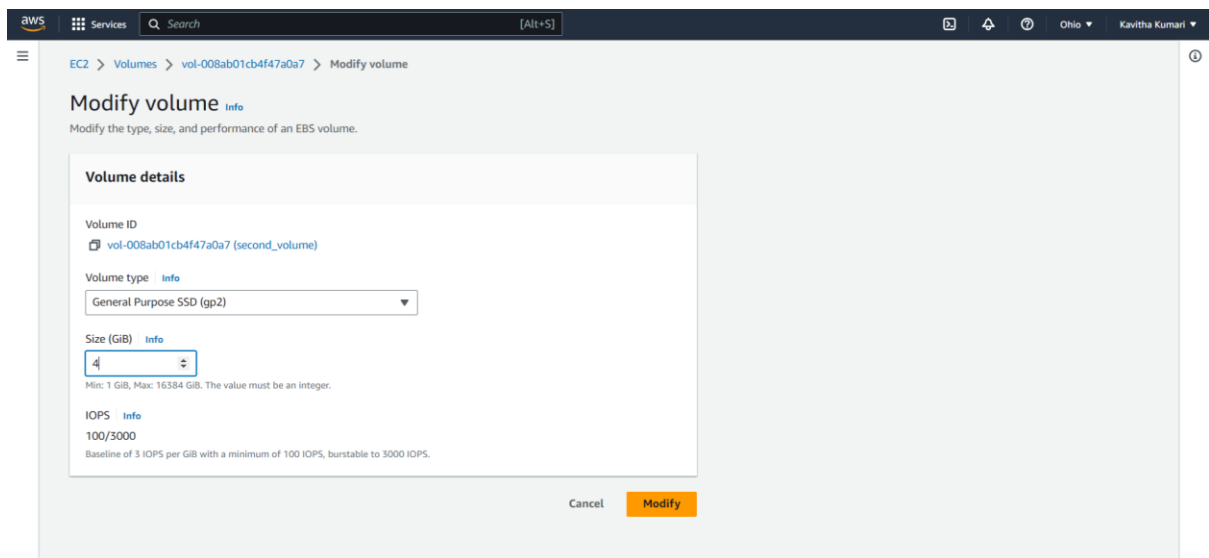 aws Services Search [Alt+S] Ohio Kavitha Kumari
EC2 > Volumes > vol-008ab01cb4f47a0a7 > Modify volume
Modify volume Info
Modify the type, size, and performance of an EBS volume.
Volume details
Volume ID
vol-008ab01cb4f47a0a7 (second_volume)
Volume type Info
General Purpose SSD (gp2)
Size (GiB) Info
4
Min: 1 GiB, Max: 16384 GiB. The value must be an integer.
IOPS Info
100/3000
Baseline of 3 IOPS per GiB with a minimum of 100 IOPS, burstable to 3000 IOPS.
Cancel Modify